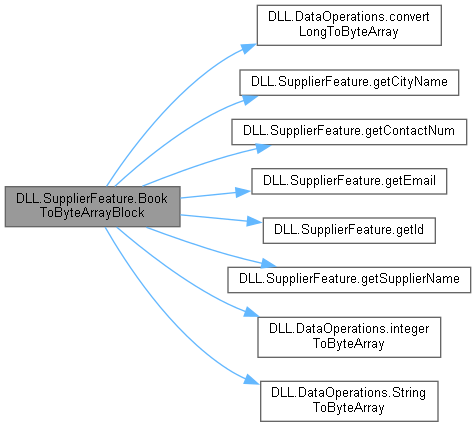 DLL.SupplierFeature.Book
ToByteArrayBlock
DLL.DataOperations.convert
LongToByteArray
DLL.SupplierFeature.getCityName
DLL.SupplierFeature.getContactNum
DLL.SupplierFeature.getEmail
DLL.SupplierFeature.getId
DLL.SupplierFeature.getSupplierName
DLL.DataOperations.integer
ToByteArray
DLL.DataOperations.String
ToByteArray